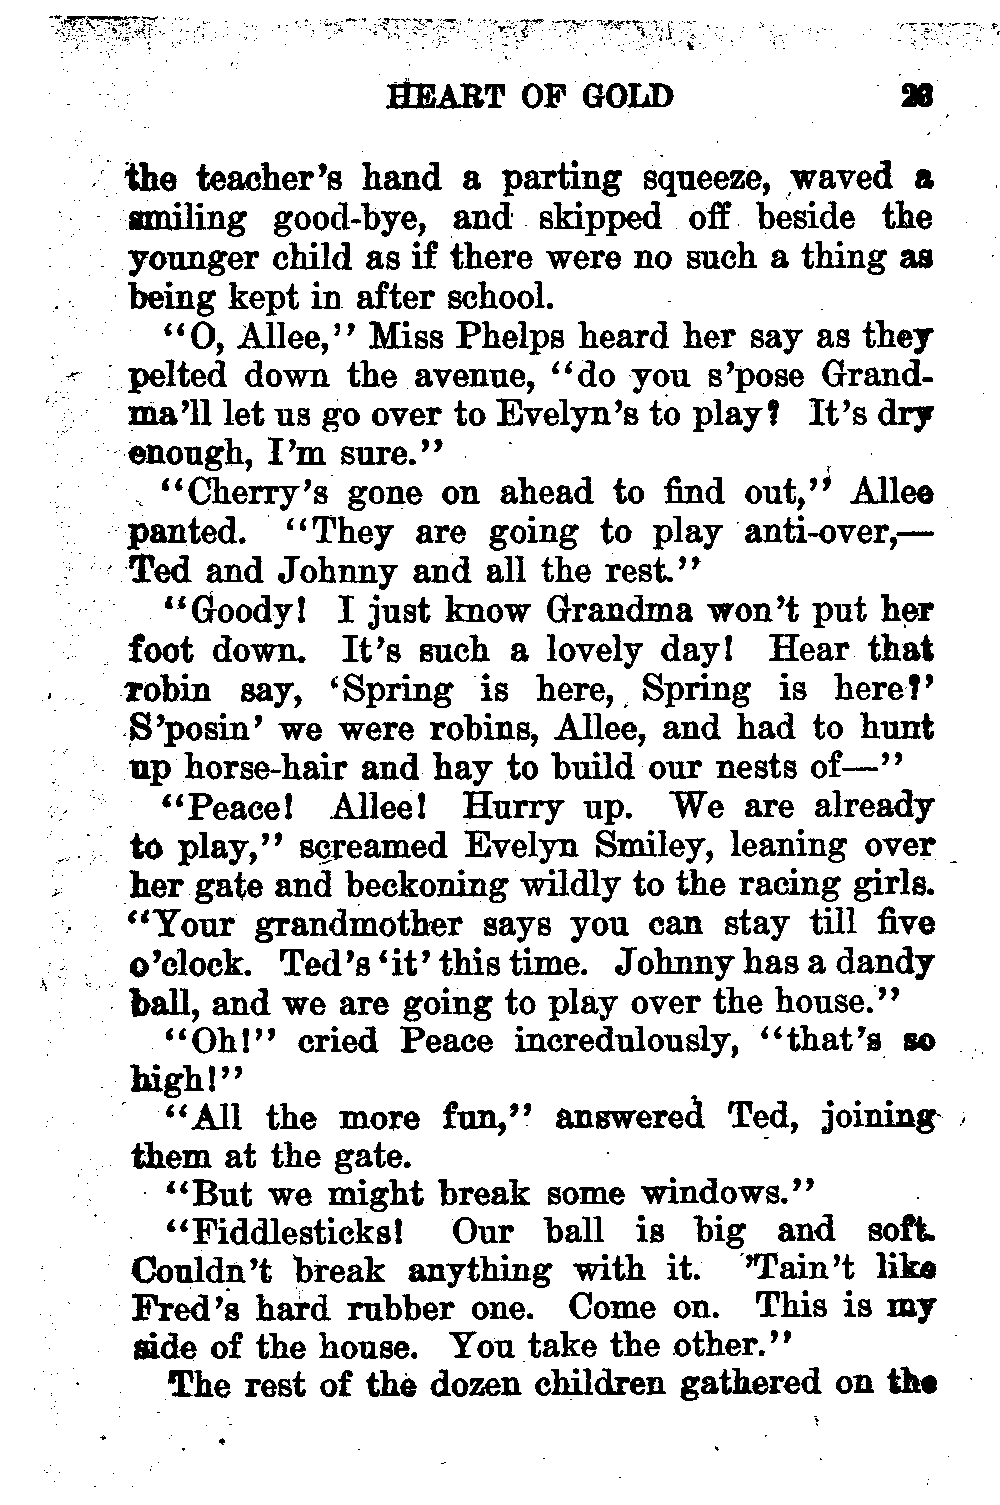 HEART OF GOLD 23
the teacher's hand a parting squeeze, waved a
smiling good-bye, and skipped off beside the
younger child as if there were no such a thing as
being kept in after school.
"O, Allee," Miss Phelps heard her say as they
pelted down the avenue, "do you s'pose Grand-
ma'll let us go over to Evelyn's to play? It's dry
enough, I'm sure."
"Cherry's gone on ahead to find out," Allee
panted. "They are going to play anti-over,—
Ted and Johnny and all the rest."
"Goody! I just know Grandma won't put her
foot down. It's such a lovely day! Hear that
robin say, 'Spring is here, Spring is here!'
S'posin' we were robins, Allee, and had to hunt
up horse-hair and hay to build our nests of—"
"Peace! Allee! Hurry up. We are already
to play," screamed Evelyn Smiley, leaning over
her gate and beckoning wildly to the racing girls.
"Your grandmother says you can stay till five
o'clock. Ted's 'it' this time. Johnny has a dandy
ball, and we are going to play over the house."
"Oh!" cried Peace incredulously, "that's so
high!"
"All the more fun," answered Ted, joining
them at the gate.
"But we might break some windows."
"Fiddlesticks! Our ball is big and soft.
Couldn't break anything with it. 'Tain't like
Fred's hard rubber one. Come on. This is my
side of the house. You take the other."
The rest of the dozen children gathered on the